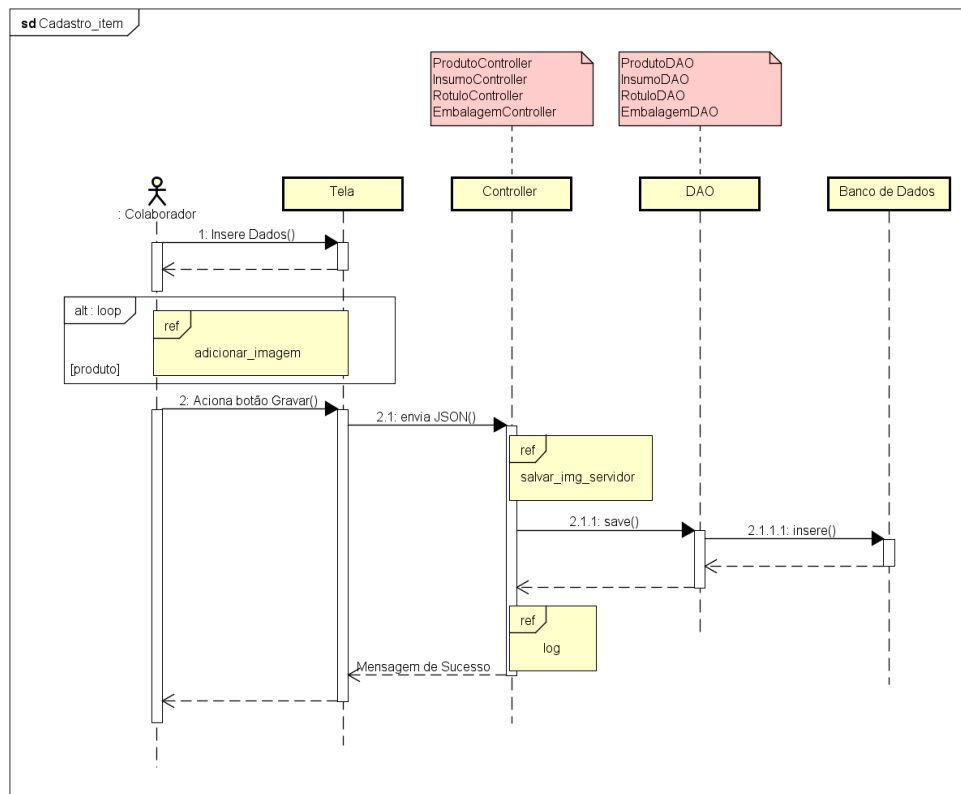 sd Cadastro_item
ProdutoController
InsumoController
RotuloController
EmbalagemController
ProdutoDAO
InsumoDAO
RotuloDAO
EmbalagemDAO
: Colaborador
Tela
Controller
DAO
Banco de Dados
1: Insere Dados()
alt : loop
ref
adicionar_imagem
[produto]
2: Aciona botão Gravar()
2.1: envia JSON()
ref
salvar_img_servidor
2.1.1: save()
2.1.1.1: insere()
ref
log
Mensagem de Sucesso